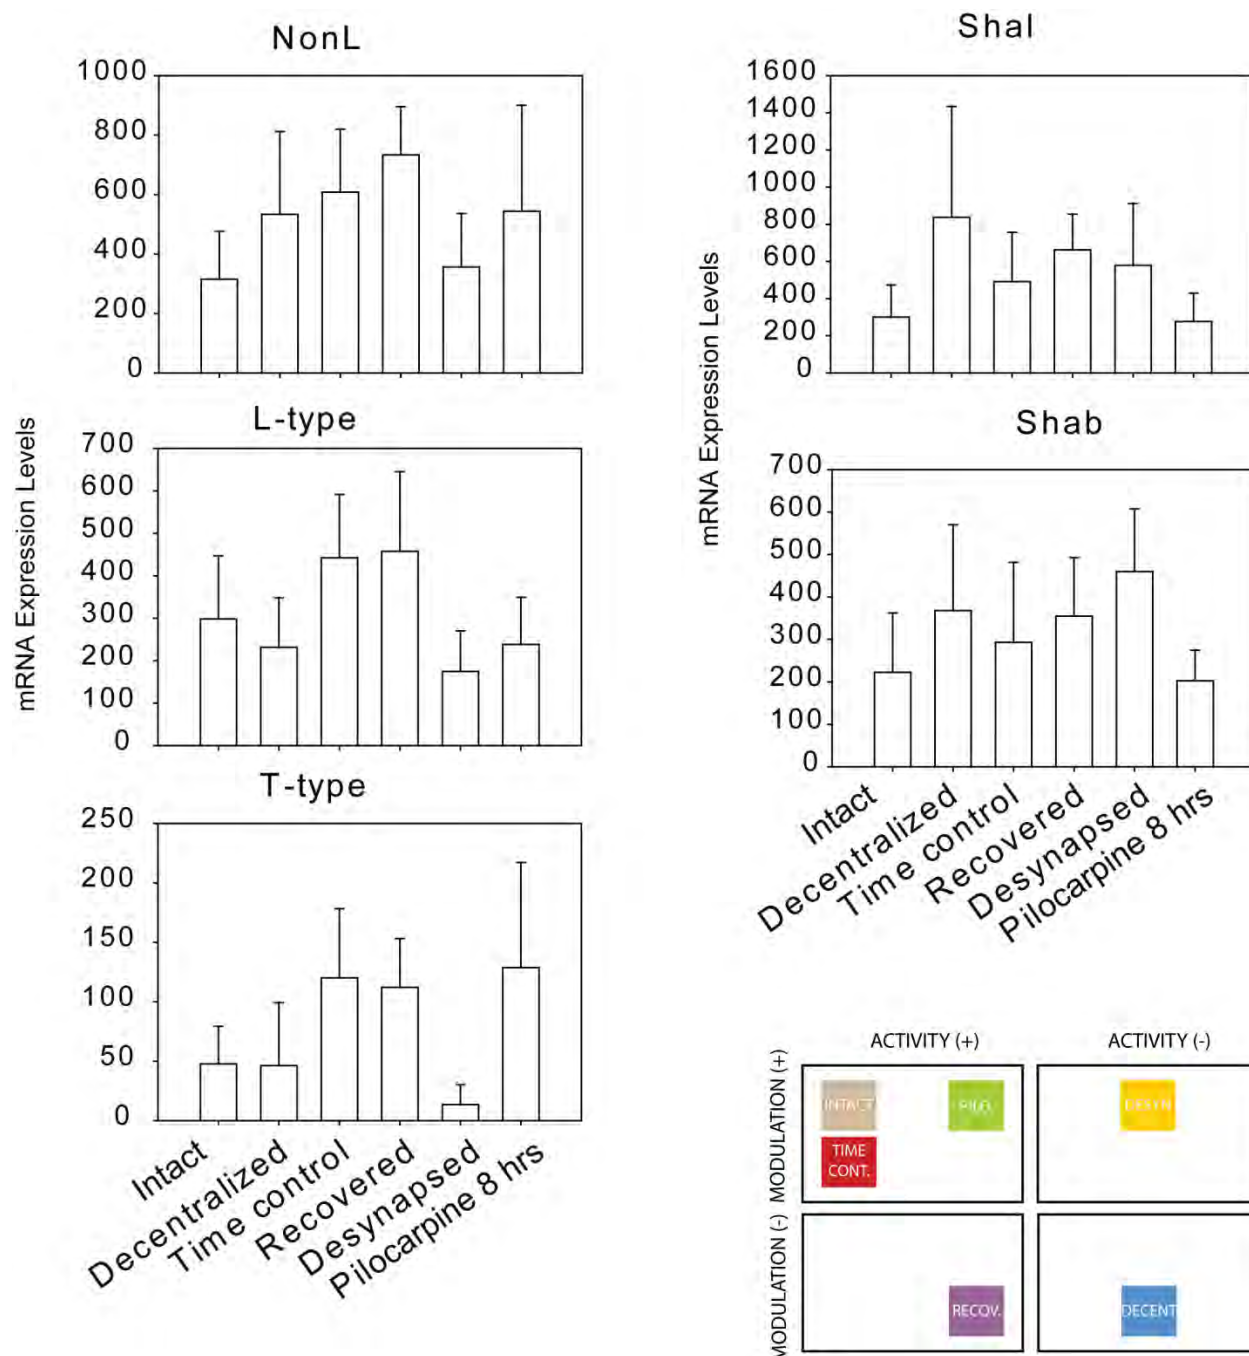 NonL
1000
800
600
400
200
0
L-type
700
600
500
400
300
200
100
0
mRNA Expression Levels
T-type
250
200
150
100
50
0
Intact
Decentralized
Time control
Recovered
Desynapsed
Pilocarpine 8 hrs
Shal
1600
1400
1200
1000
800
600
400
200
0
mRNA Expression Levels
Shab
700
600
500
400
300
200
100
0
Intact
Decentralized
Time control
Recovered
Desynapsed
Pilocarpine 8 hrs
ACTIVITY (+)
ACTIVITY (-)
MODULATION (+)
INTACT
PILO.
TIME
CONT.
MODULATION (-)
RECOV.
DECENT